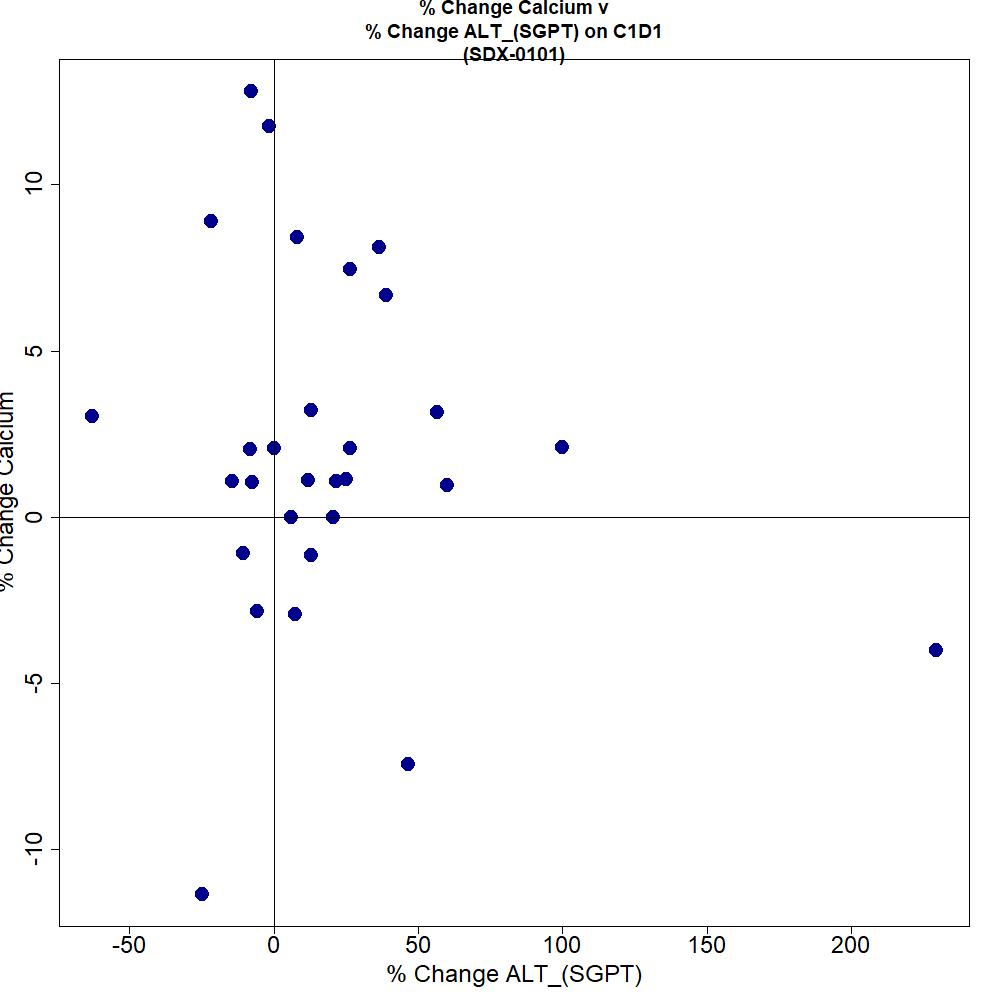 % Change Calcium v
% Change ALT_(SGPT) on C1D1
(SDX-0101)
% Change Calcium
10
5
0
-5
-10
-50
0
50
100
150
200
% Change ALT_(SGPT)